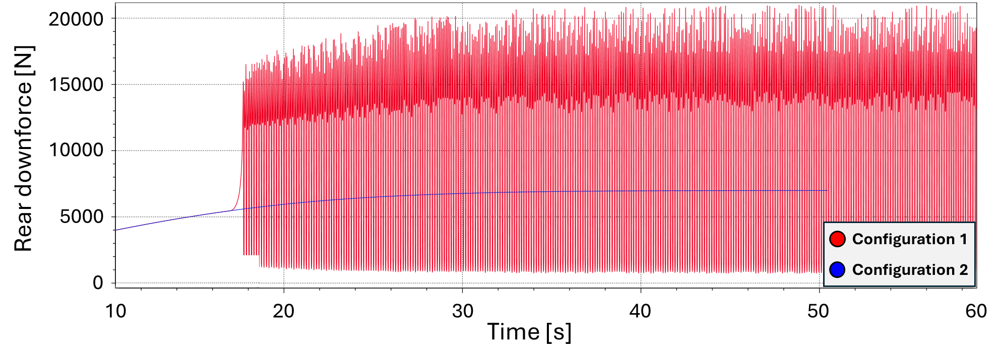 Rear downforce [N]
20000
15000
10000
5000
0
10 20 30 40 50 60
Time [s]
Configuration 1
Configuration 2